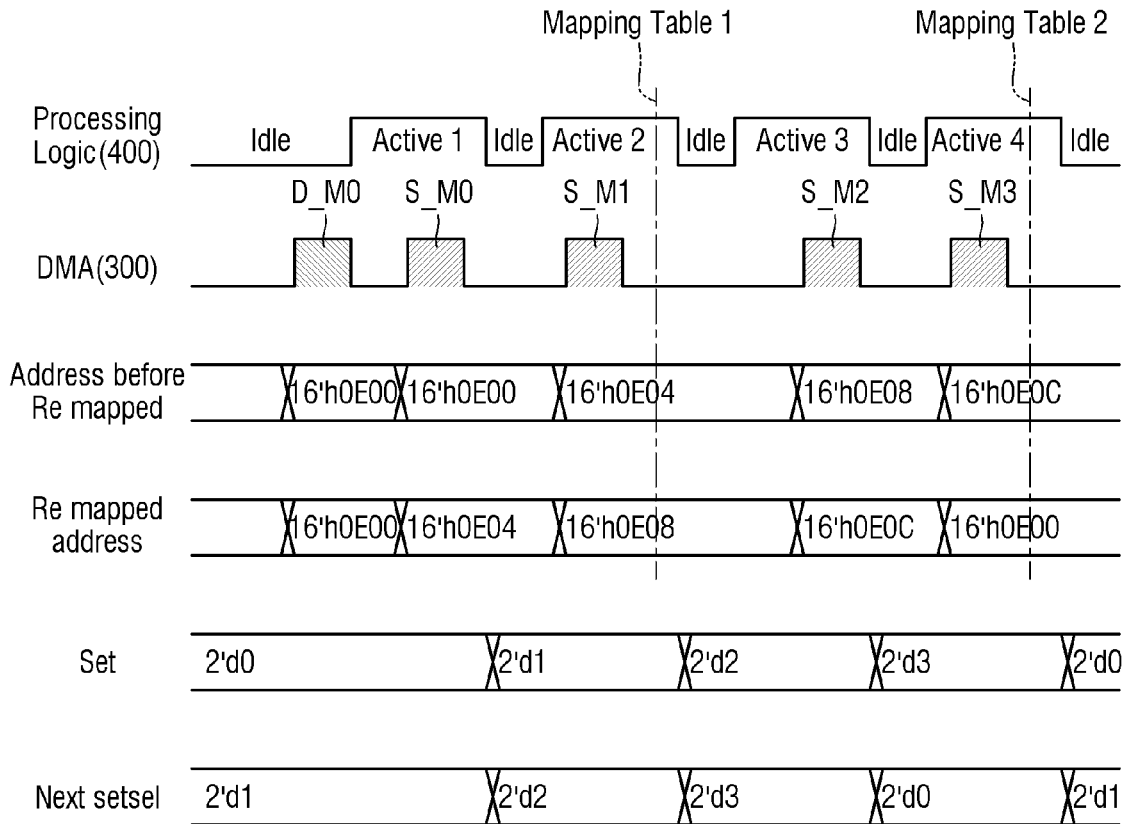 Mapping Table 1
Mapping Table 2
Processing
Logic(400)
Idle
Active 1
Idle
Active 2
Idle
Active 3
Idle
Active 4
Idle
D_M0
S_M0
S_M1
S_M2
S_M3
DMA(300)
Address before
Re mapped
16'h0E00
16'h0E00
16'h0E04
16'h0E08
16'h0E0C
Re mapped
address
16'h0E00
16'h0E04
16'h0E08
16'h0E0C
16'h0E00
Set
2'd0
2'd1
2'd2
2'd3
2'd0
Next setsel
2'd1
2'd2
2'd3
2'd0
2'd1